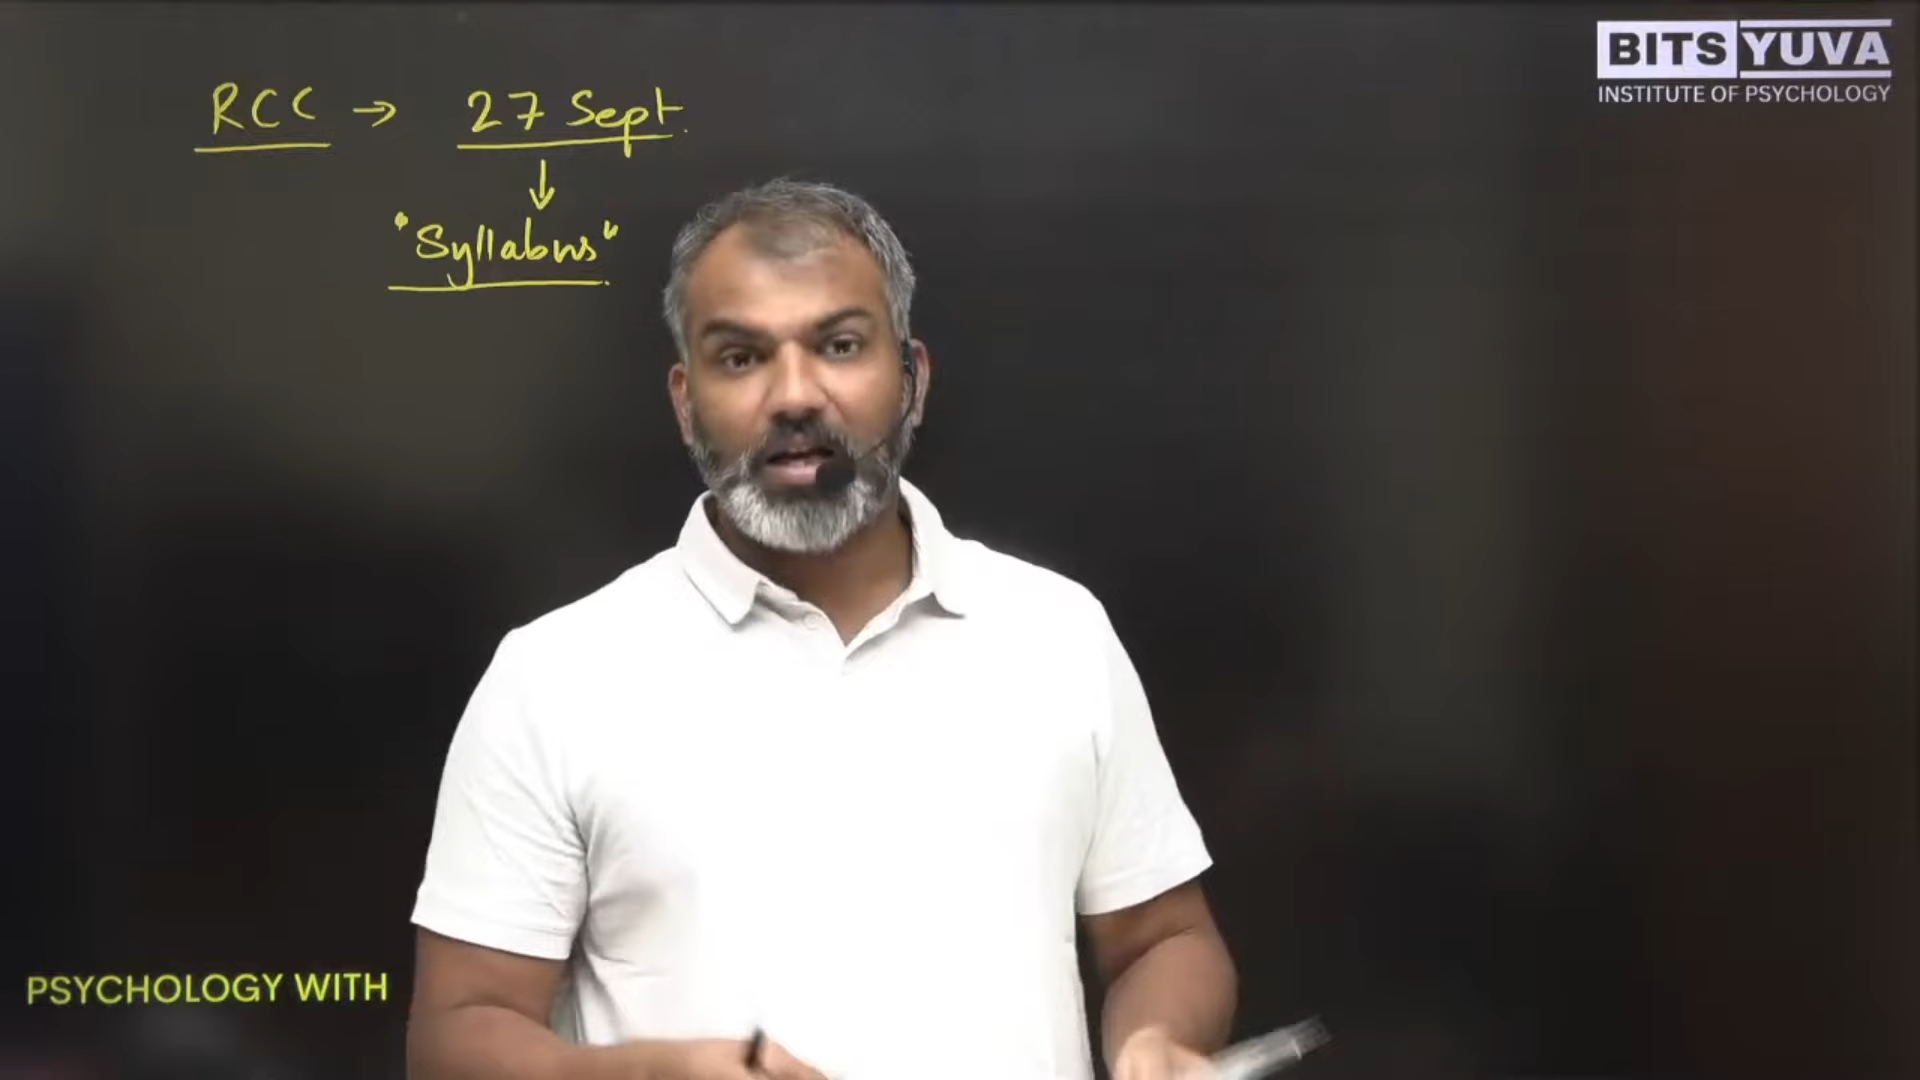 RCC → 27 Sept.
↓
"Syllabus"
BITS YUVA
INSTITUTE OF PSYCHOLOGY
PSYCHOLOGY WITH